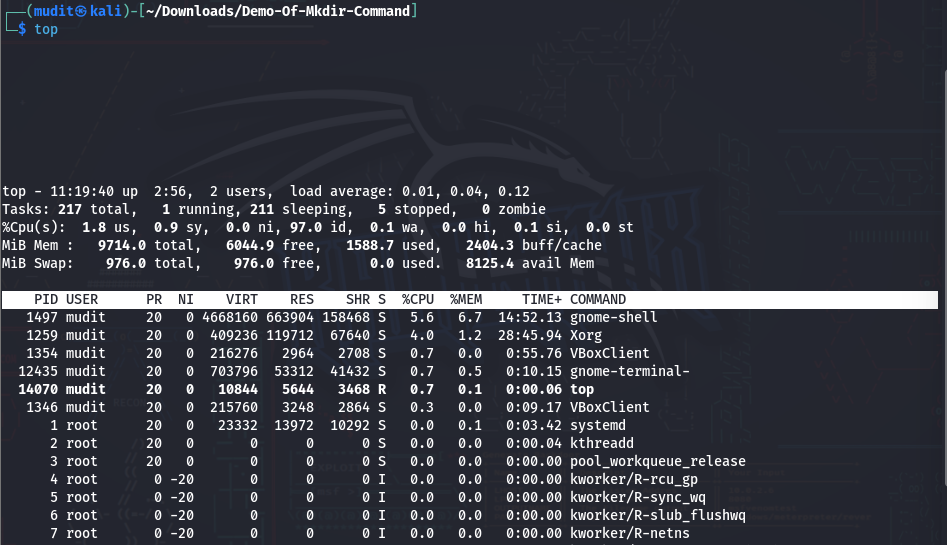 ┌──(mudit㉿kali)-[~/Downloads/Demo-Of-Mkdir-Command]
└─$ top
top - 11:19:40 up  2:56,  2 users,  load average: 0.01, 0.04, 0.12
Tasks: 217 total,   1 running, 211 sleeping,   5 stopped,   0 zombie
%Cpu(s):  1.8 us,  0.9 sy,  0.0 ni, 97.0 id,  0.1 wa,  0.0 hi,  0.1 si,  0.0 st
MiB Mem :   9714.0 total,   6044.9 free,   1588.7 used,   2404.3 buff/cache
MiB Swap:    976.0 total,    976.0 free,      0.0 used.   8125.4 avail Mem
    PID USER      PR  NI    VIRT    RES    SHR S  %CPU  %MEM     TIME+ COMMAND
   1497 mudit     20   0 4668160 663904 158468 S   5.6   6.7  14:52.13 gnome-shell
   1259 mudit     20   0  409236 119712  67640 S   4.0   1.2  28:45.94 Xorg
   1354 mudit     20   0  216276   2964   2708 S   0.7   0.0   0:55.76 VBoxClient
  12435 mudit     20   0  703796  53312  41432 S   0.7   0.5   0:10.15 gnome-terminal-
  14070 mudit     20   0   10844   5644   3468 R   0.7   0.1   0:00.06 top
   1346 mudit     20   0  215760   3248   2864 S   0.3   0.0   0:09.17 VBoxClient
      1 root      20   0   23332  13972  10292 S   0.0   0.1   0:03.42 systemd
      2 root      20   0       0      0      0 S   0.0   0.0   0:00.04 kthreadd
      3 root      20   0       0      0      0 S   0.0   0.0   0:00.00 pool_workqueue_release
      4 root       0 -20       0      0      0 I   0.0   0.0   0:00.00 kworker/R-rcu_gp
      5 root       0 -20       0      0      0 I   0.0   0.0   0:00.00 kworker/R-sync_wq
      6 root       0 -20       0      0      0 I   0.0   0.0   0:00.00 kworker/R-slub_flushwq
      7 root       0 -20       0      0      0 I   0.0   0.0   0:00.00 kworker/R-netns